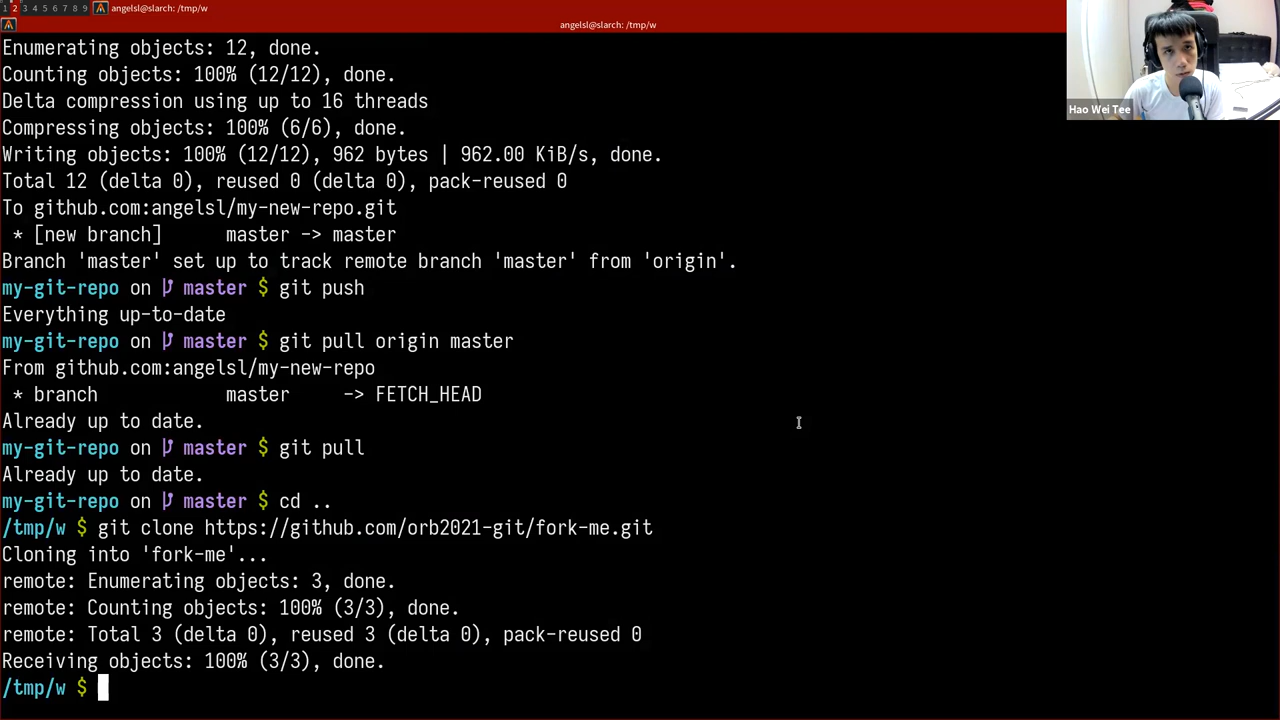 1 2 3 4 5 6 7 8 9 angelsl@slarch: /tmp/w
angelsl@slarch: /tmp/w
Hao Wei Tee
Enumerating objects: 12, done.
Counting objects: 100% (12/12), done.
Delta compression using up to 16 threads
Compressing objects: 100% (6/6), done.
Writing objects: 100% (12/12), 962 bytes | 962.00 KiB/s, done.
Total 12 (delta 0), reused 0 (delta 0), pack-reused 0
To github.com:angelsl/my-new-repo.git
 * [new branch]      master -> master
Branch 'master' set up to track remote branch 'master' from 'origin'.
my-git-repo on master $ git push
Everything up-to-date
my-git-repo on master $ git pull origin master
From github.com:angelsl/my-new-repo
 * branch            master     -> FETCH_HEAD
Already up to date.
my-git-repo on master $ git pull
Already up to date.
my-git-repo on master $ cd ..
/tmp/w $ git clone https://github.com/orb2021-git/fork-me.git
Cloning into 'fork-me'...
remote: Enumerating objects: 3, done.
remote: Counting objects: 100% (3/3), done.
remote: Total 3 (delta 0), reused 3 (delta 0), pack-reused 0
Receiving objects: 100% (3/3), done.
/tmp/w $